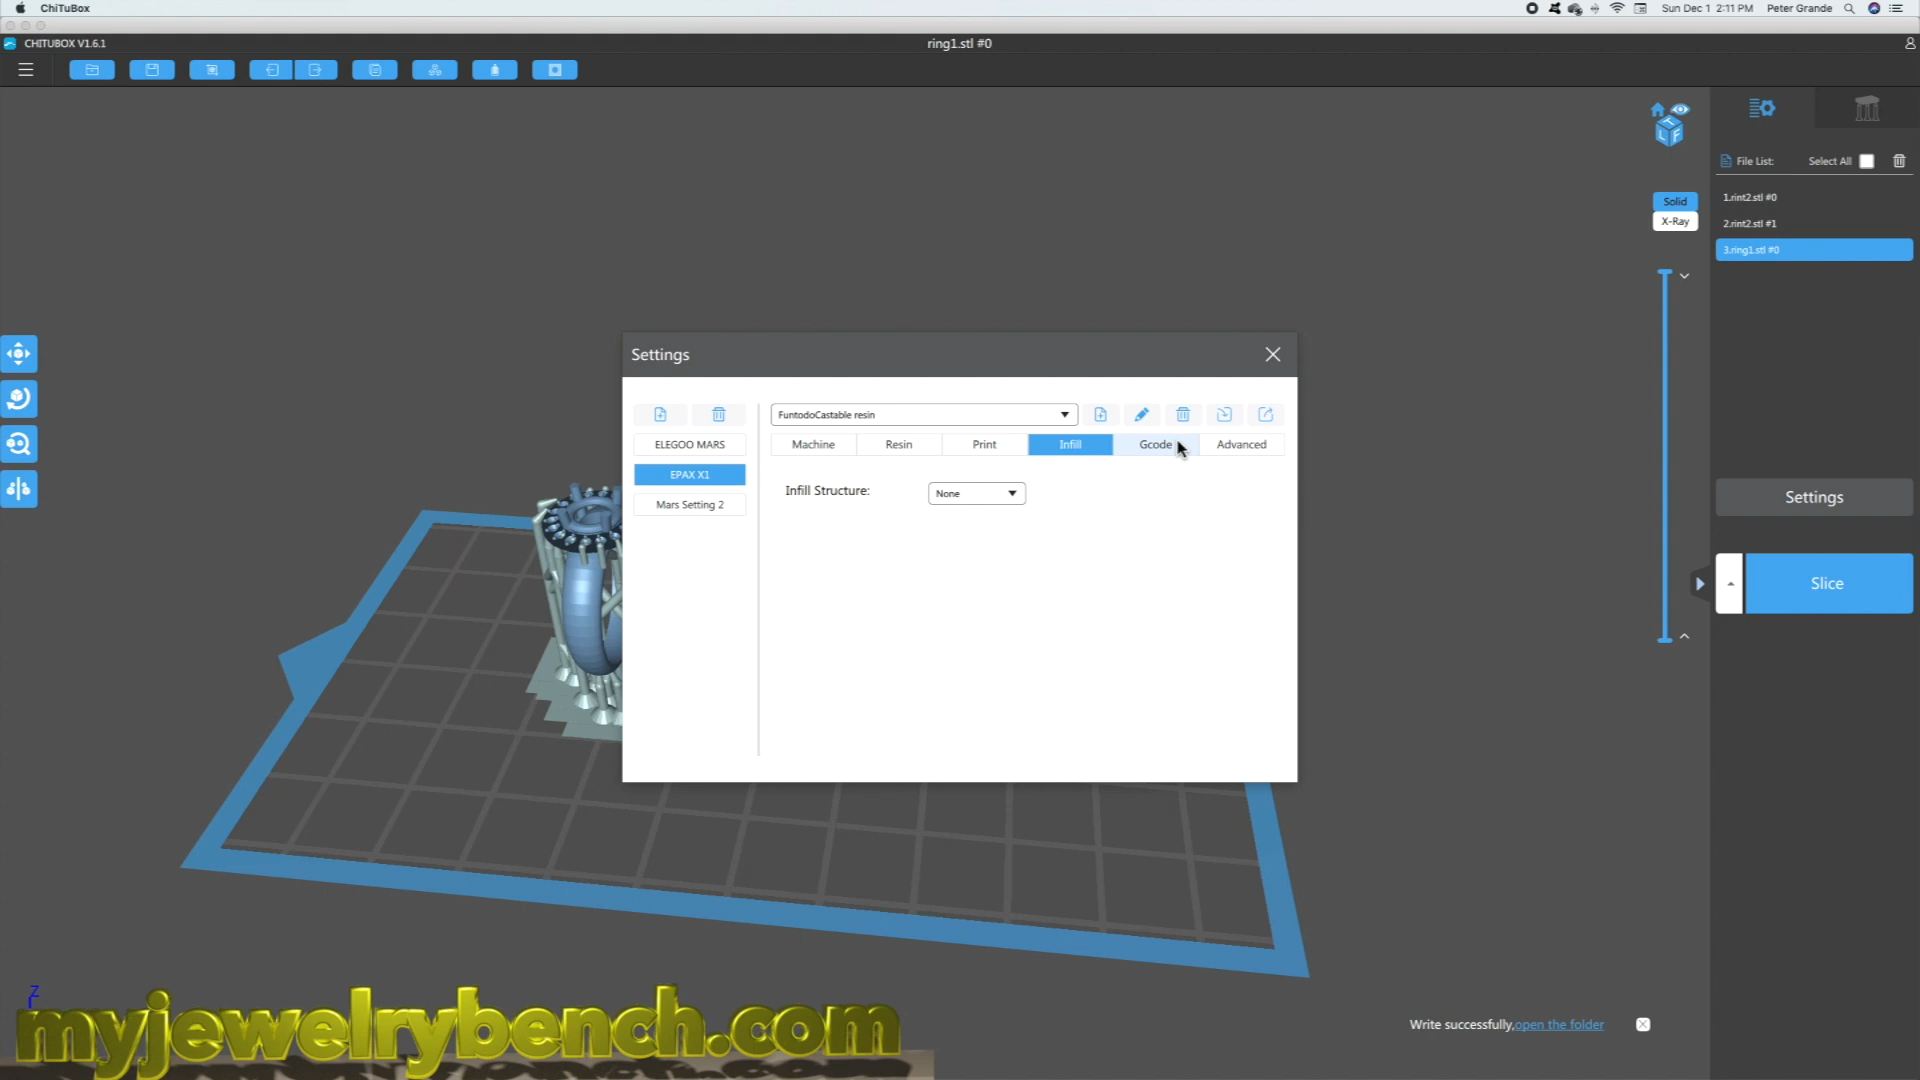 ChiTuBox
Sun Dec 1 2:11 PM Peter Grande
CHITUBOX V1.6.1
ring1.stl #0
File List: Select All
1.rint2.stl #0
2.rint2.stl #1
3.ring1.stl #0
Solid
X-Ray
L T F
Settings
FuntodoCastable resin
ELEGOO MARS
EPAX X1
Mars Setting 2
Machine Resin Print Infill Gcode Advanced
Infill Structure: None
Settings
Slice
Write successfully,open the folder
Z
myjewelrybench.com